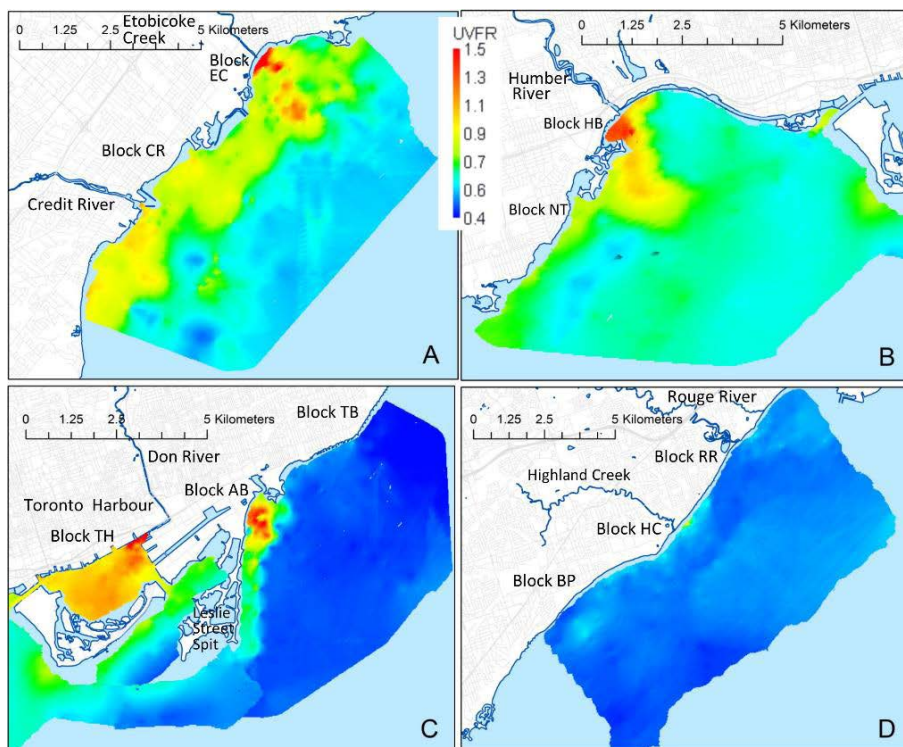 Etobicoke
0 1.25 2.5 Creek 5 Kilometers
Block
EC
Block CR
Credit River
A
UVFR
1.5
1.3
1.1
0.9
0.7
0.6
0.4
0 1.25 2.5 5 Kilometers
Humber
River
Block HB
Block NT
B
0 1.25 2.5 5 Kilometers
Block TB
Don River
Block AB
Toronto Harbour
Block TH
Leslie
Street
Spit
C
0 1.25 2.5 5 Kilometers
Rouge River
Block RR
Highland Creek
Block HC
Block BP
D